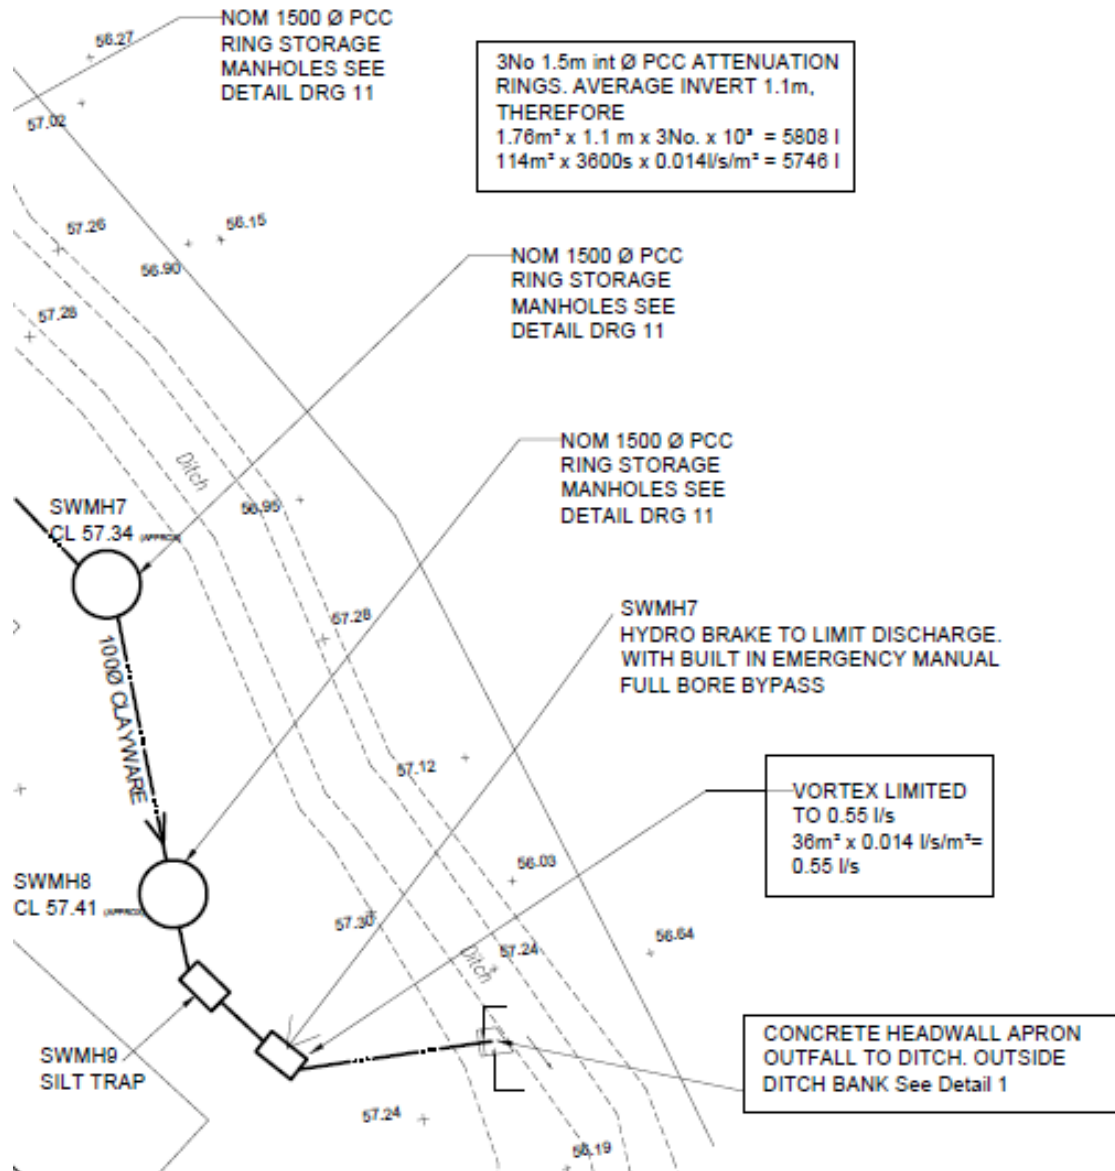 NOM 1500 Ø PCC
RING STORAGE
MANHOLES SEE
DETAIL DRG 11
56.27
57.02
3No 1.5m int Ø PCC ATTENUATION
RINGS. AVERAGE INVERT 1.1m,
THEREFORE
1.76m² x 1.1 m x 3No. x 10³ = 5808 l
114m² x 3600s x 0.014l/s/m² = 5746 l
57.26
56.15
56.90
57.28
NOM 1500 Ø PCC
RING STORAGE
MANHOLES SEE
DETAIL DRG 11
NOM 1500 Ø PCC
RING STORAGE
MANHOLES SEE
DETAIL DRG 11
Ditch
56.95
SWMH7
CL 57.34 (APPROX)
57.28
SWMH7
HYDRO BRAKE TO LIMIT DISCHARGE.
WITH BUILT IN EMERGENCY MANUAL
FULL BORE BYPASS
100Ø CLAYWARE
57.12
VORTEX LIMITED
TO 0.55 l/s
36m² x 0.014 l/s/m²=
0.55 l/s
56.03
SWMH8
CL 57.41 (APPROX)
57.30
57.24
56.64
Ditch
SWMH9
SILT TRAP
CONCRETE HEADWALL APRON
OUTFALL TO DITCH. OUTSIDE
DITCH BANK See Detail 1
57.24
56.19